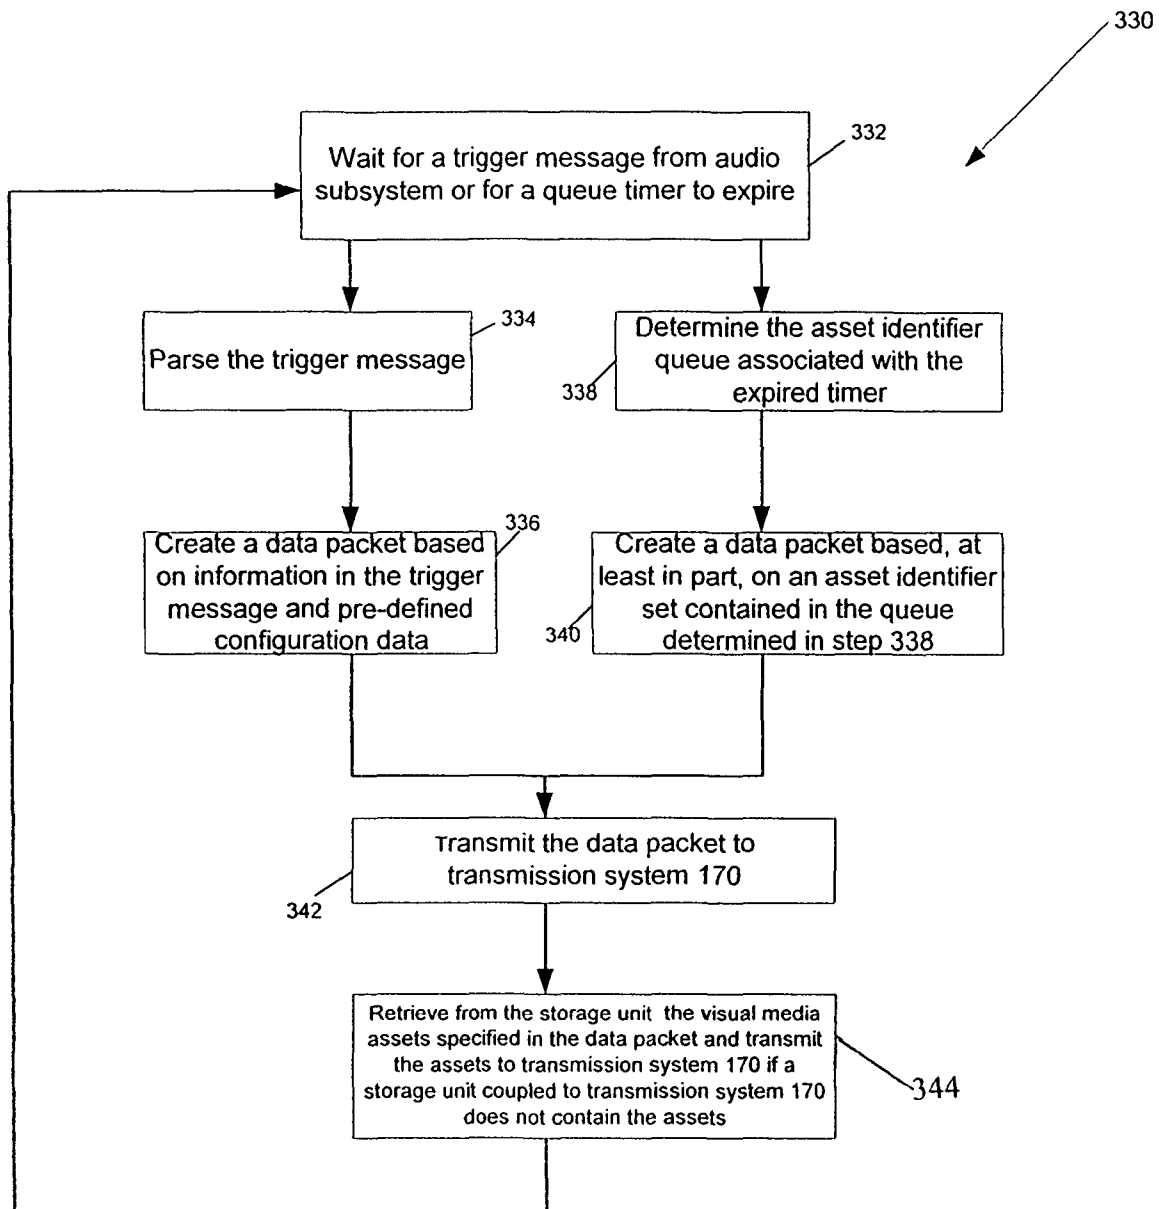 330
332
Wait for a trigger message from audio
subsystem or for a queue timer to expire
334
Parse the trigger message
Determine the asset identifier
queue associated with the
expired timer
338
336
Create a data packet based
on information in the trigger
message and pre-defined
configuration data
Create a data packet based, at
least in part, on an asset identifier
set contained in the queue
determined in step 338
340
Transmit the data packet to
transmission system 170
342
Retrieve from the storage unit the visual media
assets specified in the data packet and transmit
the assets to transmission system 170 if a
storage unit coupled to transmission system 170
does not contain the assets
344